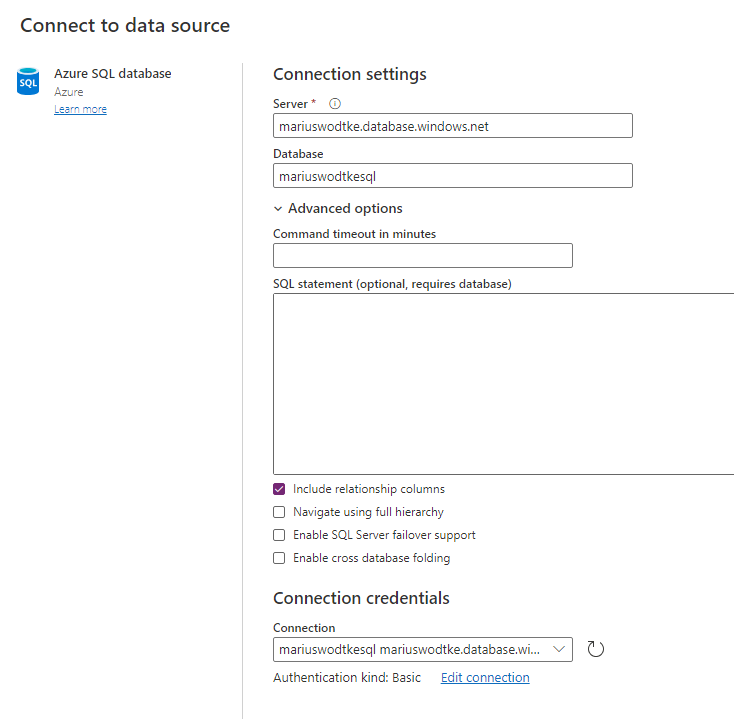 Connect to data source
SQL
Azure SQL database
Azure
Learn more
Connection settings
Server *
mariuswodtke.database.windows.net
Database
mariuswodtkesql
Advanced options
Command timeout in minutes
SQL statement (optional, requires database)
Include relationship columns
Navigate using full hierarchy
Enable SQL Server failover support
Enable cross database folding
Connection credentials
Connection
mariuswodtkesql mariuswodtke.database.wi...
Authentication kind: Basic Edit connection